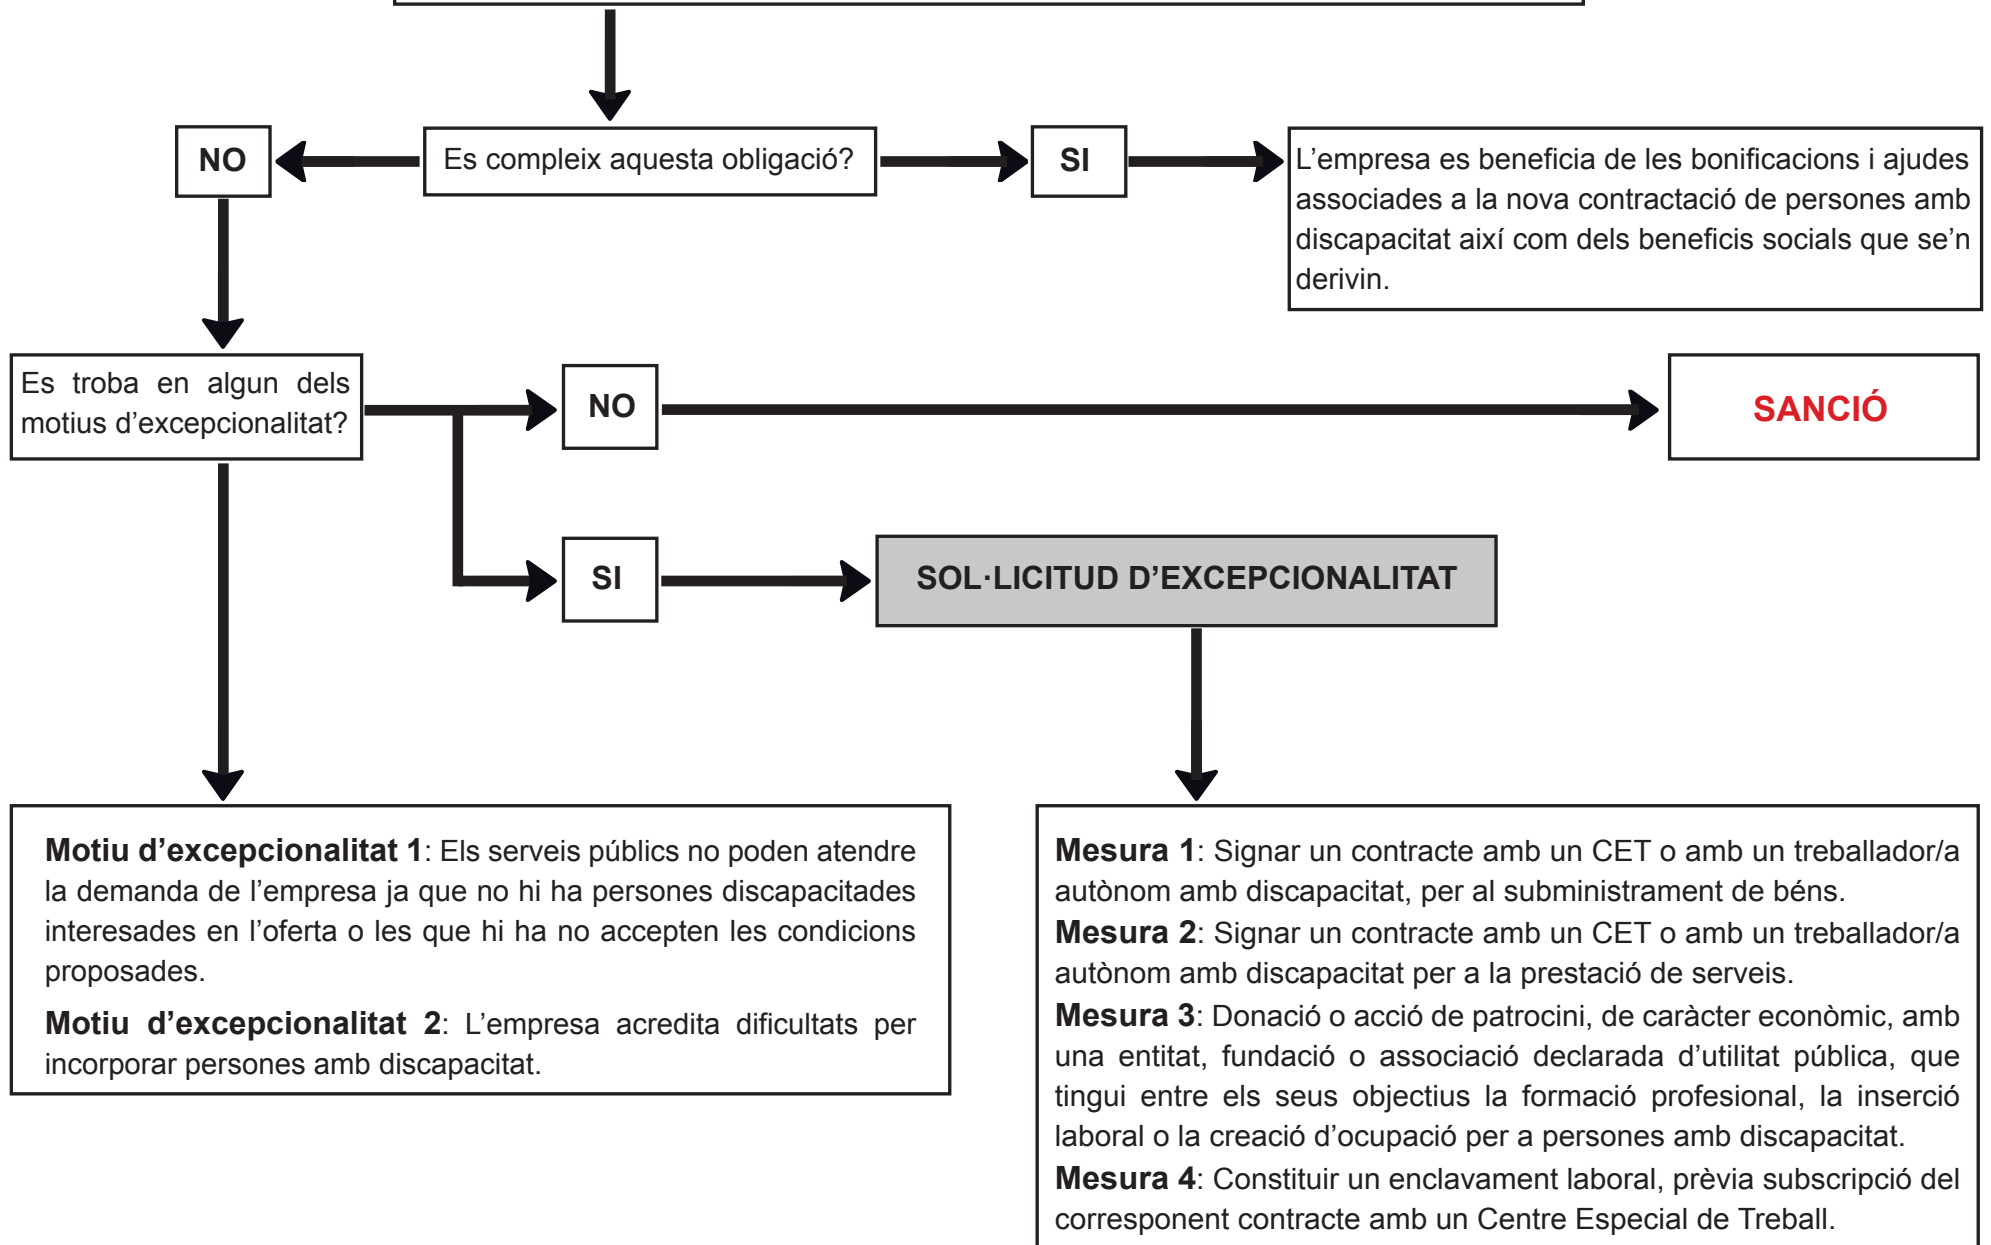 NO
Es compleix aquesta obligació?
SI
L’empresa es beneficia de les bonificacions i ajudes
associades a la nova contractació de persones amb
discapacitat així com dels beneficis socials que se’n
derivin.
Es troba en algun dels
motius d’excepcionalitat?
NO
SANCIÓ
SI
SOL·LICITUD D’EXCEPCIONALITAT
Motiu d’excepcionalitat 1: Els serveis públics no poden atendre
la demanda de l’empresa ja que no hi ha persones discapacitades
interesades en l’oferta o les que hi ha no accepten les condicions
proposades.
Motiu d’excepcionalitat 2: L’empresa acredita dificultats per
incorporar persones amb discapacitat.
Mesura 1: Signar un contracte amb un CET o amb un treballador/a
autònom amb discapacitat, per al subministrament de béns.
Mesura 2: Signar un contracte amb un CET o amb un treballador/a
autònom amb discapacitat per a la prestació de serveis.
Mesura 3: Donació o acció de patrocini, de caràcter econòmic, amb
una entitat, fundació o associació declarada d’utilitat pública, que
tingui entre els seus objectius la formació profesional, la inserció
laboral o la creació d’ocupació per a persones amb discapacitat.
Mesura 4: Constituir un enclavament laboral, prèvia subscripció del
corresponent contracte amb un Centre Especial de Treball.